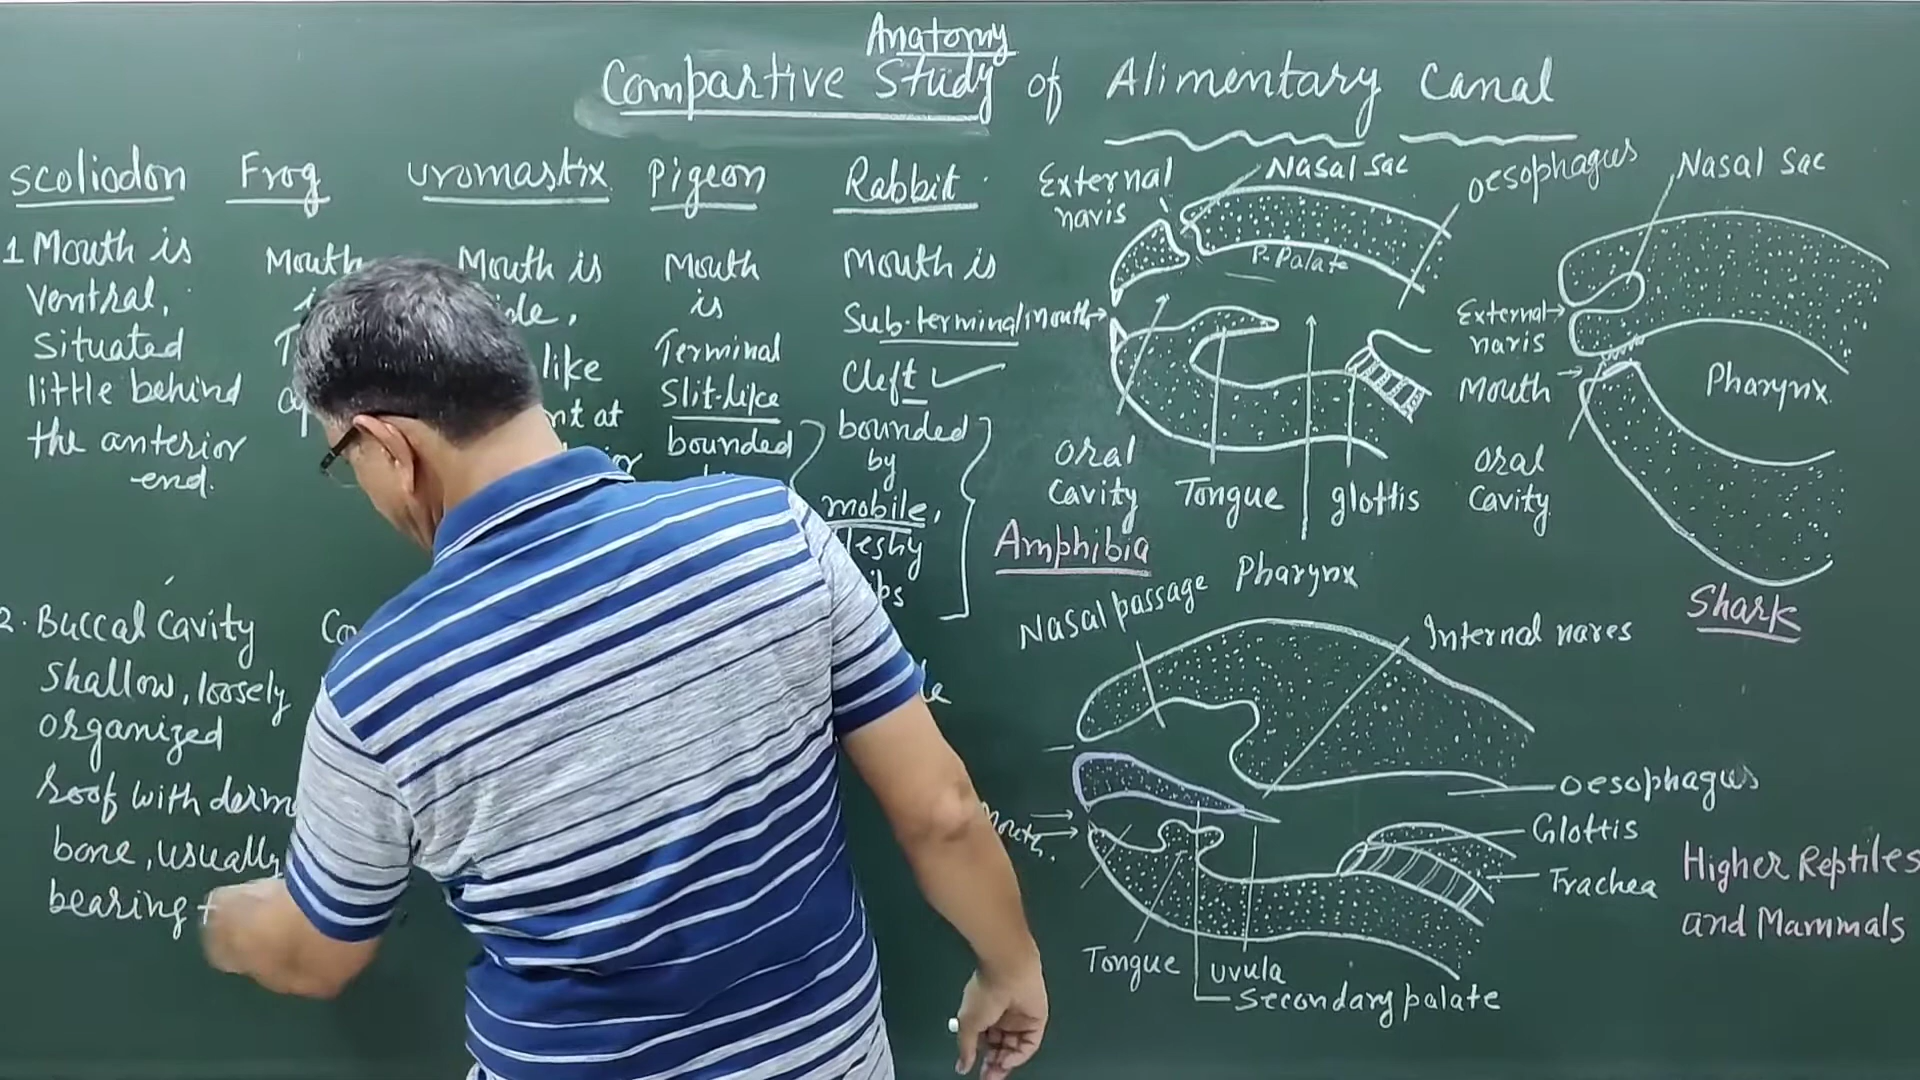 Anatomy
Compartive Study of Alimentary Canal
Scoliodon
1 Mouth is
ventral,
situated
little behind
the anterior
end.
2. Buccal Cavity
shallow, loosely
organized
roof with
bone, usually
bearing
Frog
Mouth
Uromastix
Mouth is
like
at
Pigeon
Mouth
is
Terminal
Slit-like
bounded
Rabbit
Mouth is
Sub-terminal
Cleft
bounded
by
mobile,
External
naris
Nasal Sac
Oesophagus
P. Palate
Mouth
Oral
Cavity
Tongue
glottis
Pharynx
Amphibia
Nasal Sac
External
naris
Mouth
Pharynx
Oral
Cavity
Shark
Nasal passage
Internal nares
Oesophagus
Glottis
Trachea
Mouth.
Tongue
Uvula
Secondary palate
Higher Reptiles
and Mammals